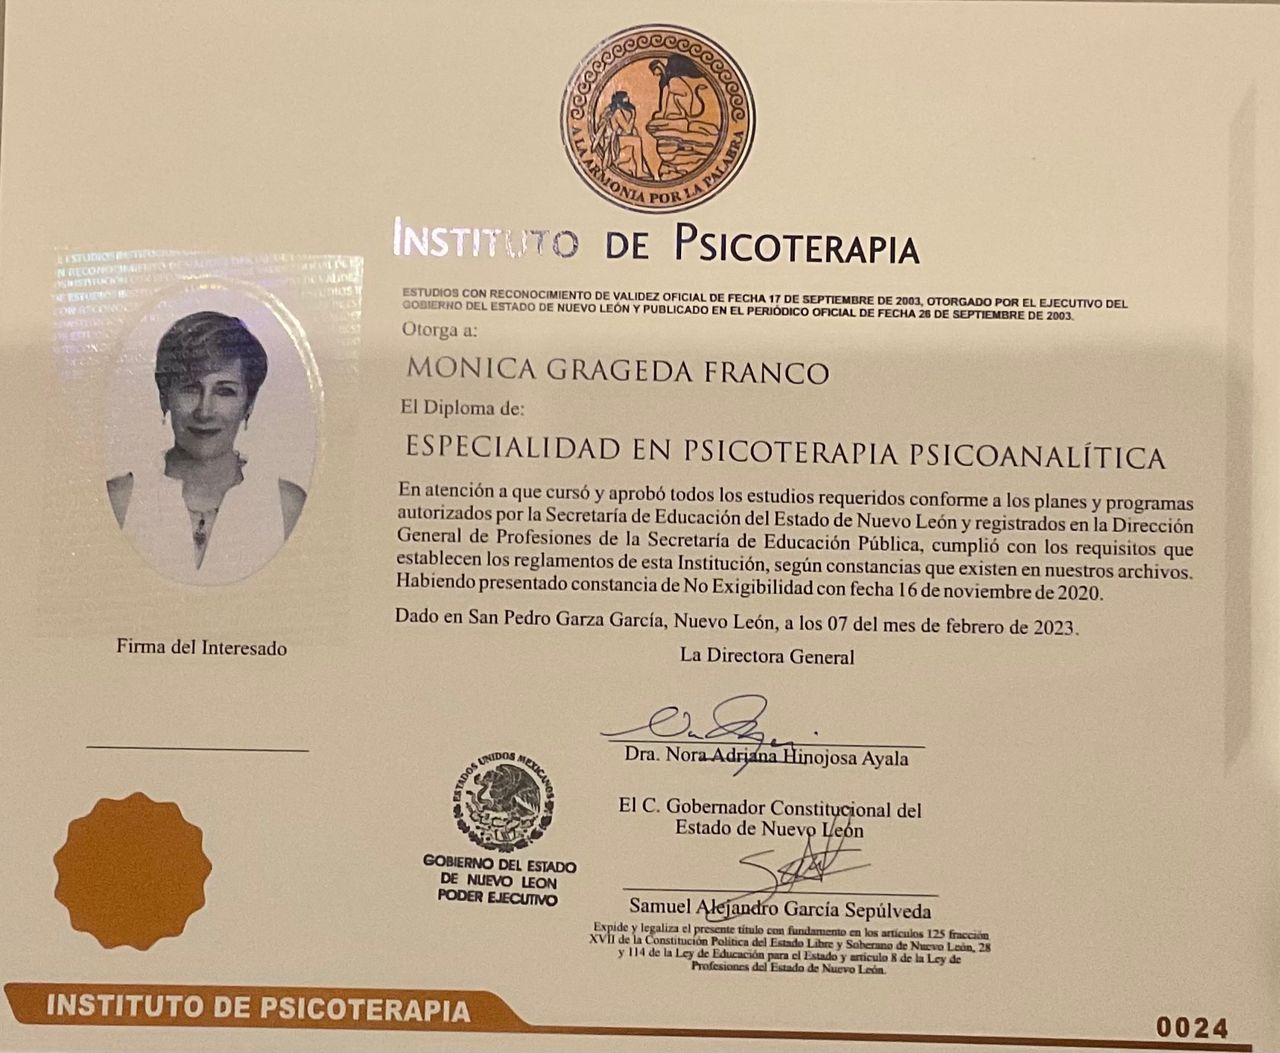 A LA ARMONIA POR LA PALABRA
INSTITUTO DE PSICOTERAPIA
ESTUDIOS CON RECONOCIMIENTO DE VALIDEZ OFICIAL DE FECHA 17 DE SEPTIEMBRE DE 2003, OTORGADO POR EL EJECUTIVO DEL
GOBIERNO DEL ESTADO DE NUEVO LEÓN Y PUBLICADO EN EL PERIÓDICO OFICIAL DE FECHA 26 DE SEPTIEMBRE DE 2003.
Otorga a:
MONICA GRAGEDA FRANCO
El Diploma de:
ESPECIALIDAD EN PSICOTERAPIA PSICOANALÍTICA
En atención a que cursó y aprobó todos los estudios requeridos conforme a los planes y programas
autorizados por la Secretaría de Educación del Estado de Nuevo León y registrados en la Dirección
General de Profesiones de la Secretaría de Educación Pública, cumplió con los requisitos que
establecen los reglamentos de esta Institución, según constancias que existen en nuestros archivos.
Habiendo presentado constancia de No Exigibilidad con fecha 16 de noviembre de 2020.
Dado en San Pedro Garza García, Nuevo León, a los 07 del mes de febrero de 2023.
Firma del Interesado
La Directora General
Dra. Nora Adriana Hinojosa Ayala
ESTADOS UNIDOS MEXICANOS
GOBIERNO DEL ESTADO
DE NUEVO LEON
PODER EJECUTIVO
El C. Gobernador Constitucional del
Estado de Nuevo León
Samuel Alejandro García Sepúlveda
Expide y legaliza el presente título con fundamento en los artículos 125 fracción
XVII de la Constitución Política del Estado Libre y Soberano de Nuevo León, 28
y 114 de la Ley de Educación para el Estado y artículo 8 de la Ley de
Profesiones del Estado de Nuevo León.
INSTITUTO DE PSICOTERAPIA
0024